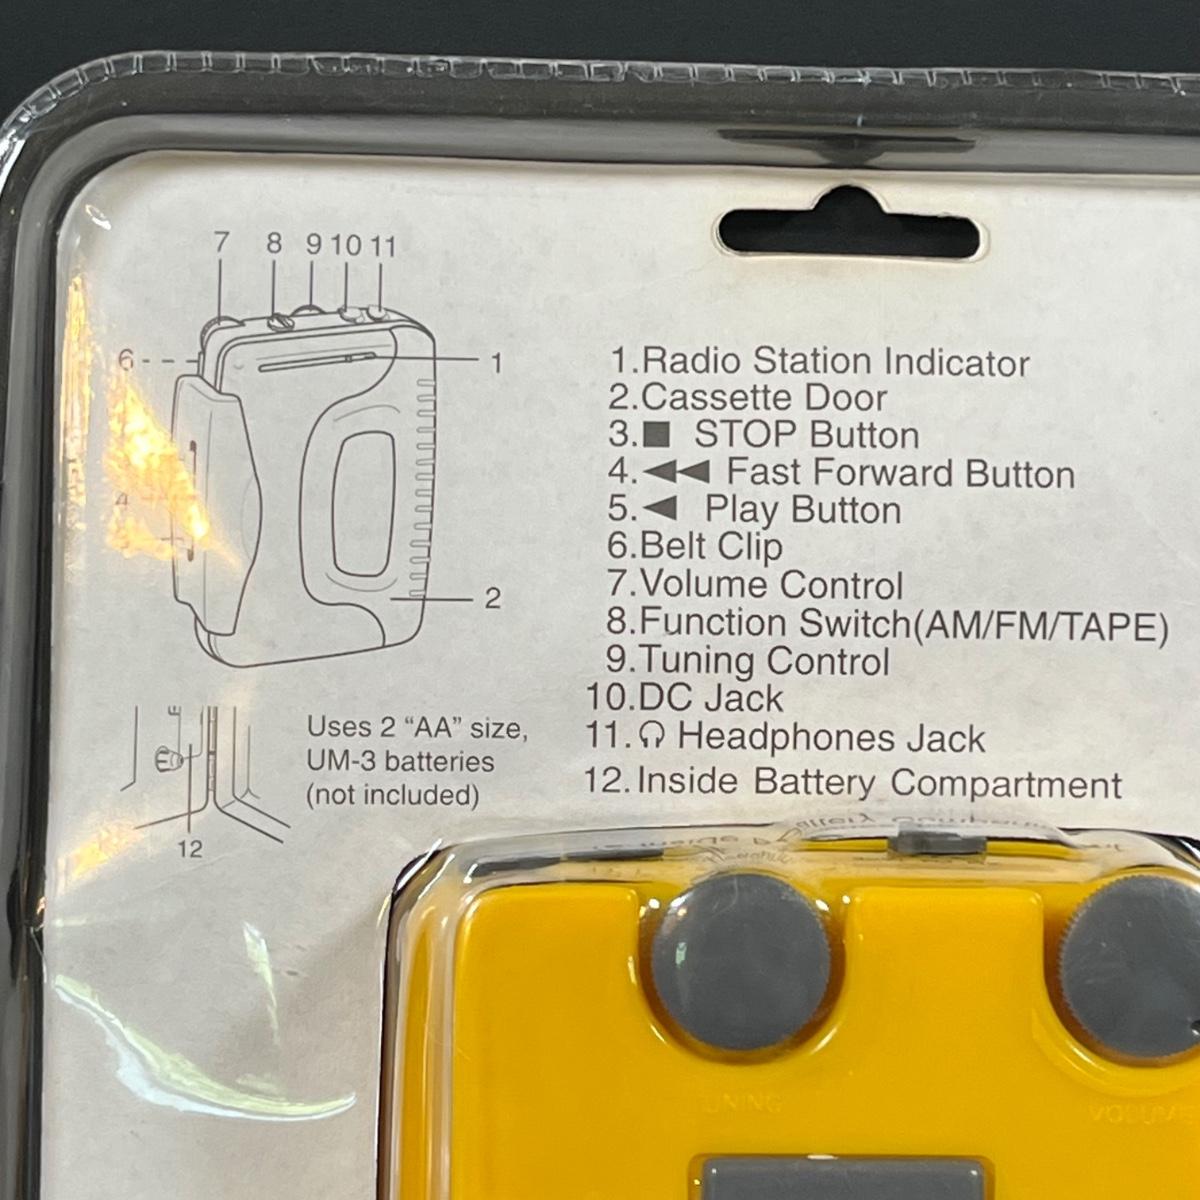 7 8 9 10 11
6
1
4
2
1.Radio Station Indicator
2.Cassette Door
3.■ STOP Button
4.◀◀ Fast Forward Button
5.◀ Play Button
6.Belt Clip
7.Volume Control
8.Function Switch(AM/FM/TAPE)
9.Tuning Control
10.DC Jack
11.🎧 Headphones Jack
12.Inside Battery Compartment
Uses 2 “AA” size,
UM-3 batteries
(not included)
12
TUNING
VOLUME